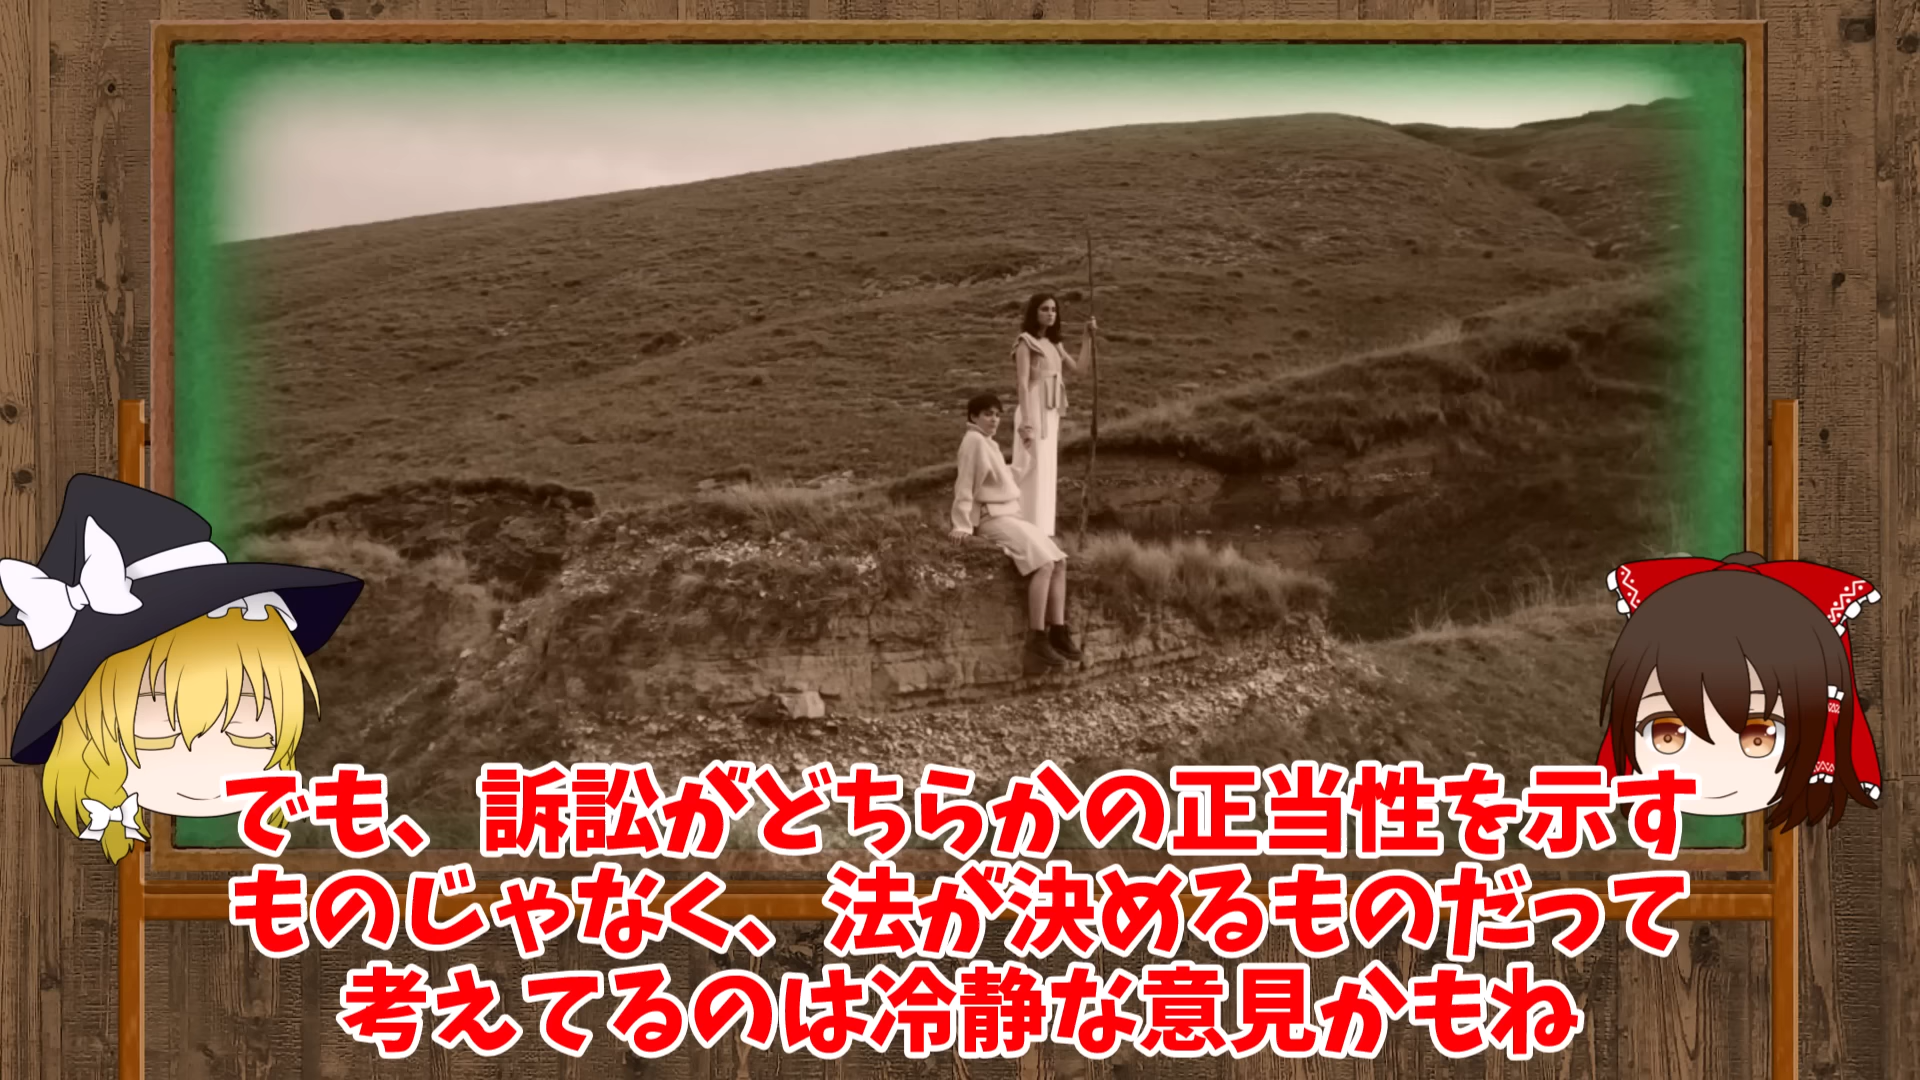 でも、訴訟がどちらかの正当性を示す
ものじゃなく、法が決めるものだって
考えてるのは冷静な意見かもね